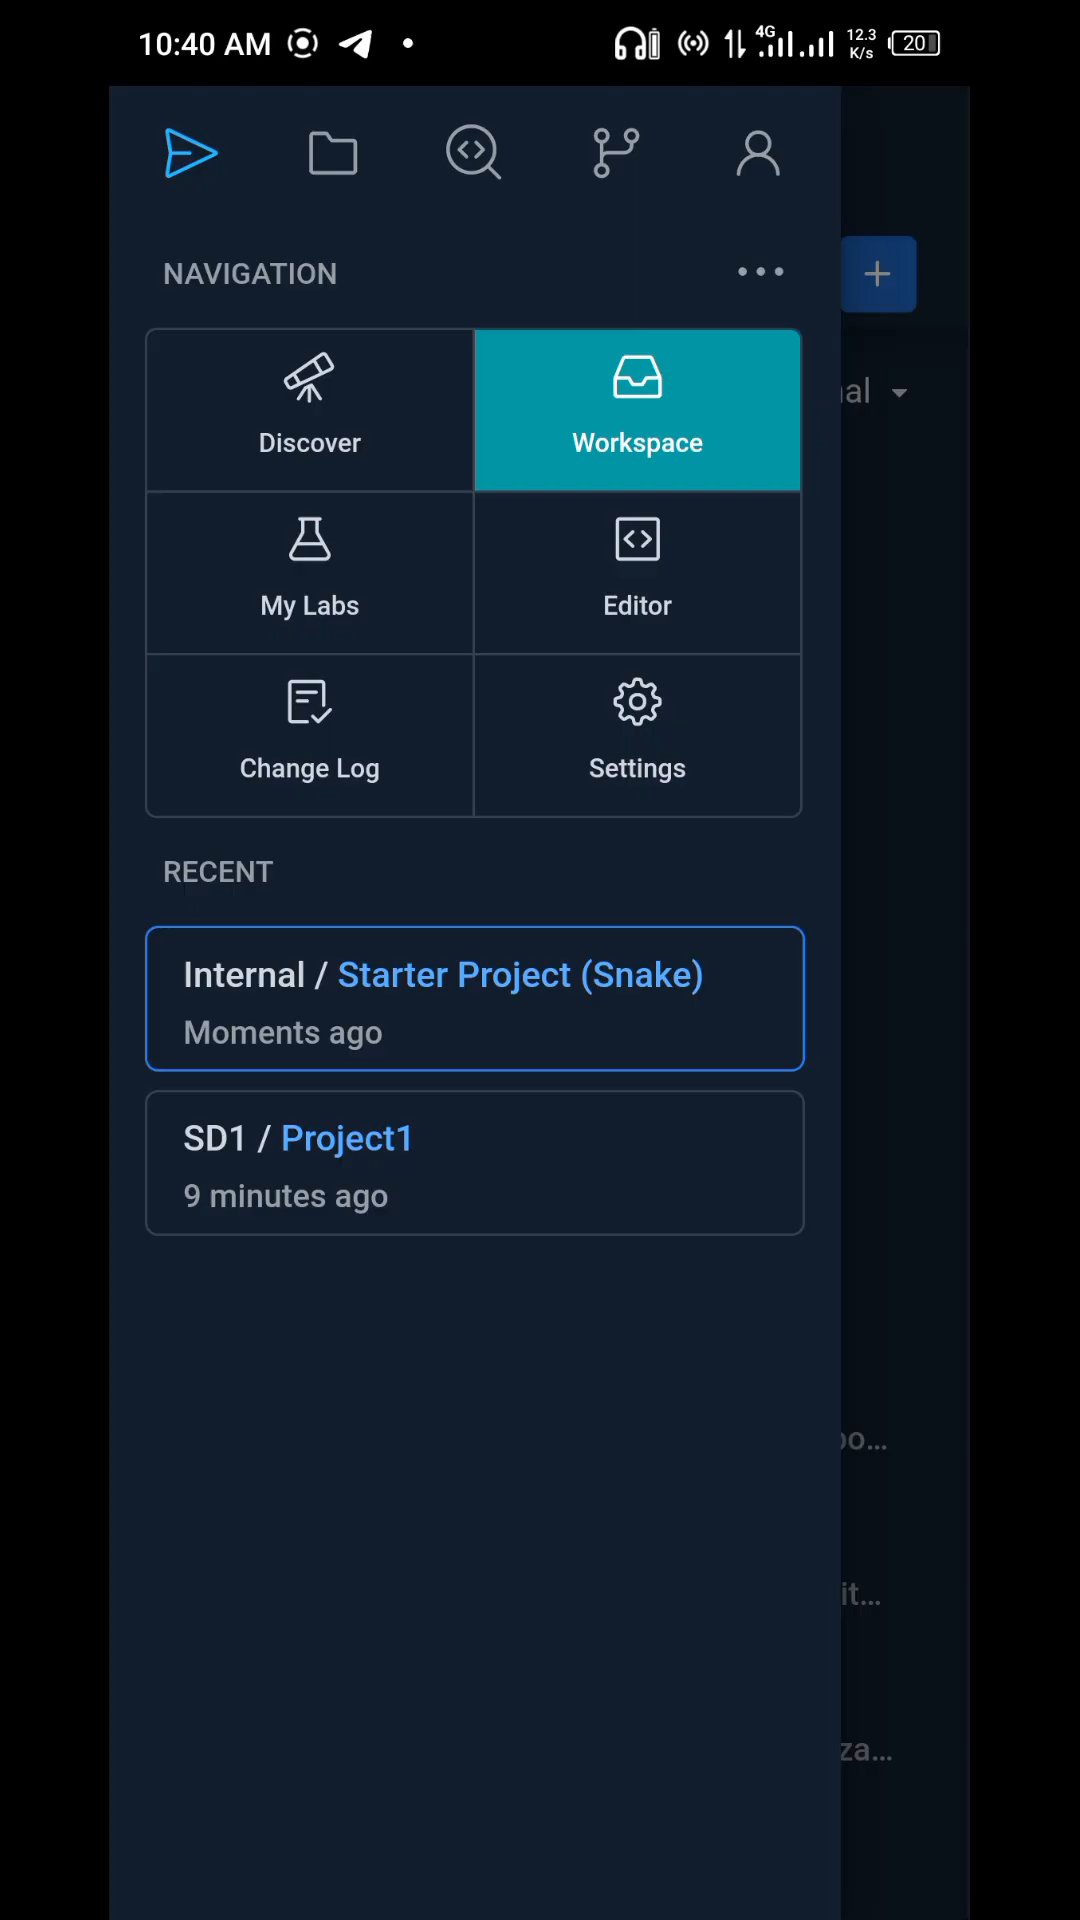 10:40 AM
4G
12.3
K/s
20
NAVIGATION
Discover
Workspace
My Labs
Editor
Change Log
Settings
RECENT
Internal / Starter Project (Snake)
Moments ago
SD1 / Project1
9 minutes ago